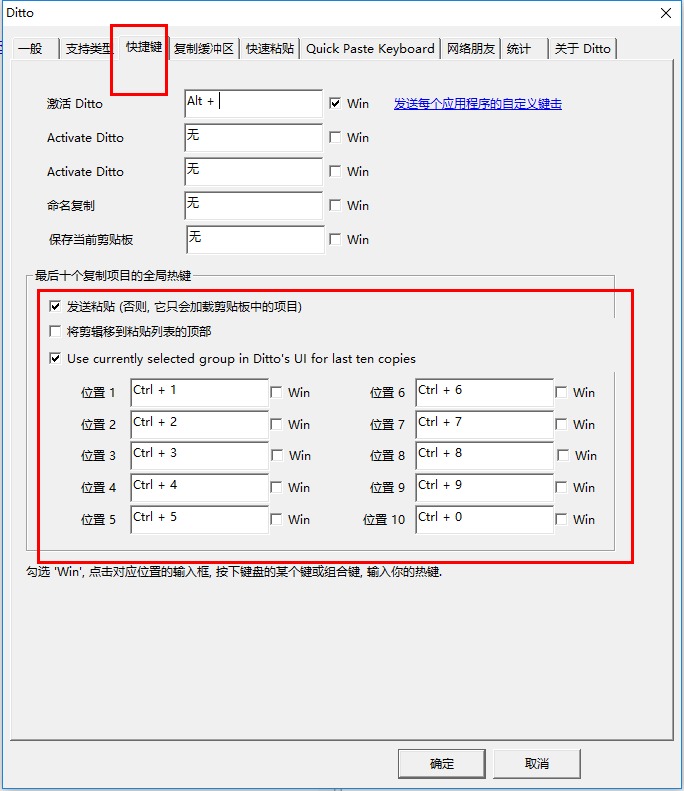 Ditto
一般 支持类型 快捷键 复制缓冲区 快速粘贴 Quick Paste Keyboard 网络朋友 统计 关于 Ditto
激活 Ditto Alt + Win 发送每个应用程序的自定义键击
Activate Ditto 无 Win
Activate Ditto 无 Win
命名复制 无 Win
保存当前剪贴板 无 Win
最后十个复制项目的全局热键
发送粘贴 (否则, 它只会加载剪贴板中的项目)
将剪辑移到粘贴列表的顶部
Use currently selected group in Ditto's UI for last ten copies
位置 1 Ctrl + 1 Win 位置 6 Ctrl + 6 Win
位置 2 Ctrl + 2 Win 位置 7 Ctrl + 7 Win
位置 3 Ctrl + 3 Win 位置 8 Ctrl + 8 Win
位置 4 Ctrl + 4 Win 位置 9 Ctrl + 9 Win
位置 5 Ctrl + 5 Win 位置 10 Ctrl + 0 Win
勾选 'Win', 点击对应位置的输入框, 按下键盘的某个键或组合键, 输入你的热键.
确定 取消